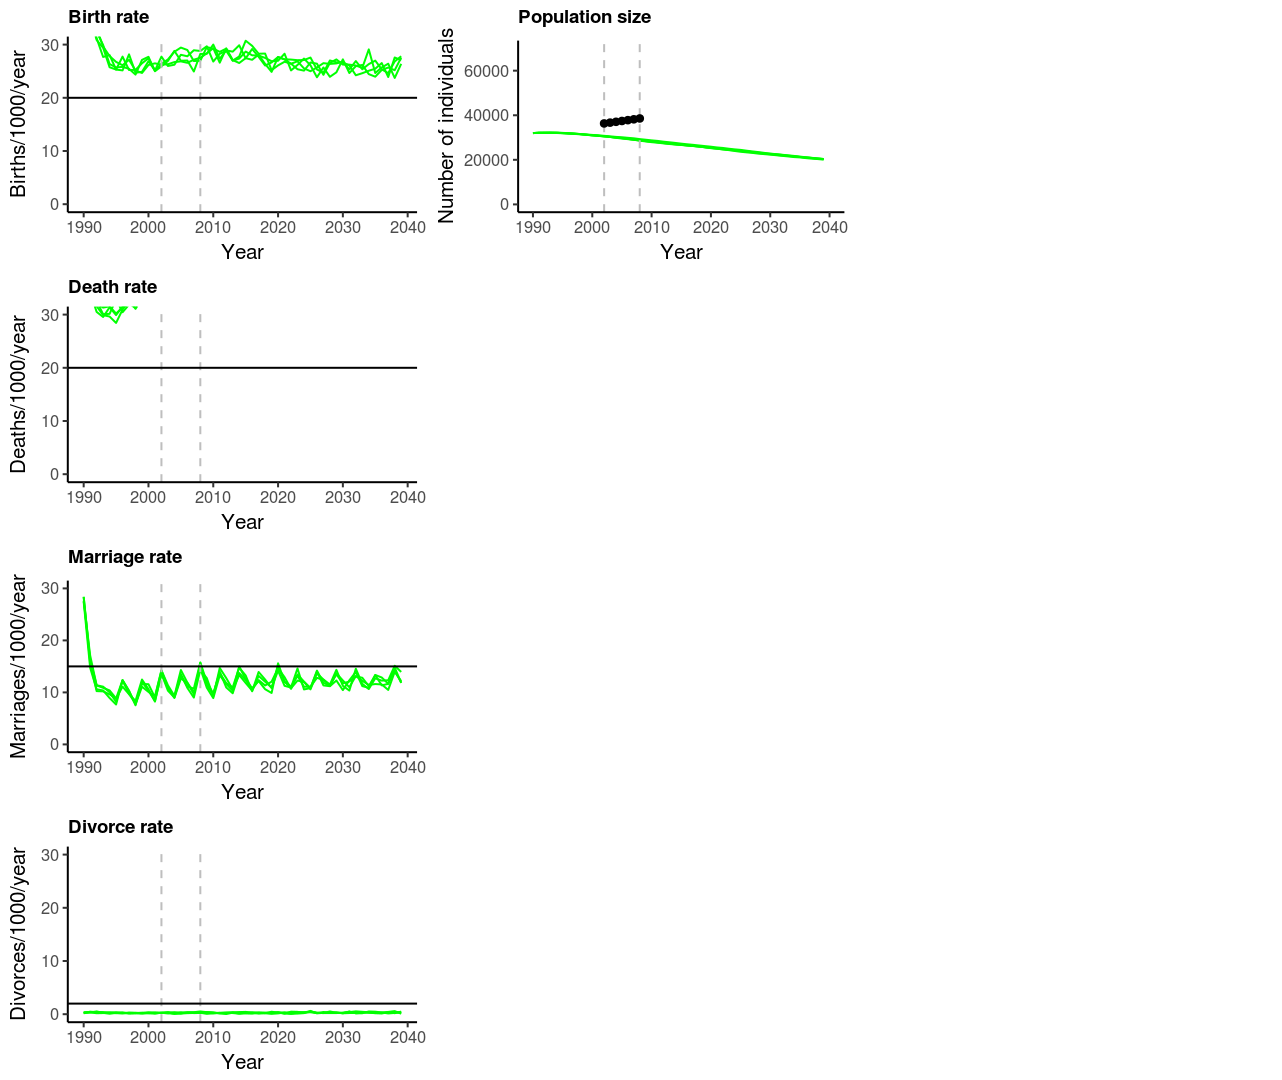 Birth rate
Births/1000/year
30
20
10
0
1990 2000 2010 2020 2030 2040
Year
Population size
Number of individuals
60000
40000
20000
0
1990 2000 2010 2020 2030 2040
Year
Death rate
Deaths/1000/year
30
20
10
0
1990 2000 2010 2020 2030 2040
Year
Marriage rate
Marriages/1000/year
30
20
10
0
1990 2000 2010 2020 2030 2040
Year
Divorce rate
Divorces/1000/year
30
20
10
0
1990 2000 2010 2020 2030 2040
Year